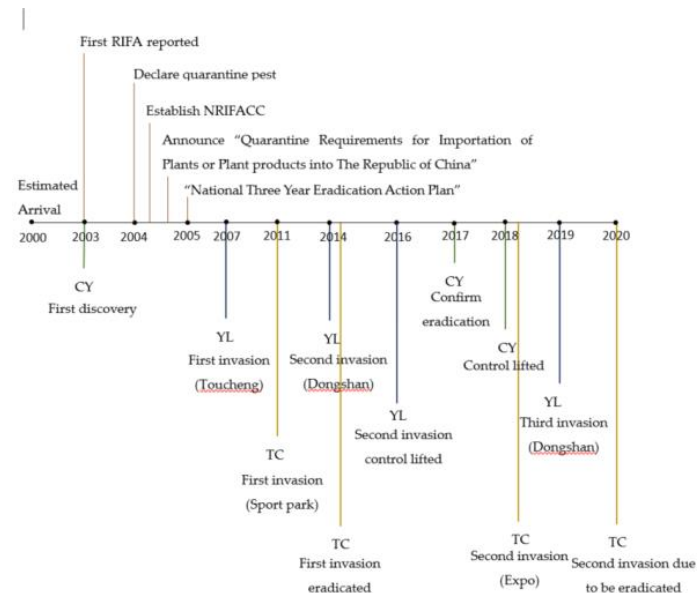 First RIFA reported
Declare quarantine pest
Establish NRIFACC
Announce “Quarantine Requirements for Importation of
Plants or Plant products into The Republic of China”
“National Three Year Eradication Action Plan”
Estimated
Arrival
2000 2003 2004 2005 2007 2011 2014 2016 2017 2018 2019 2020
CY
First discovery
YL
First invasion
(Toucheng)
TC
First invasion
(Sport park)
YL
Second invasion
(Dongshan)
TC
First invasion
eradicated
YL
Second invasion
control lifted
CY
Confirm
eradication
CY
Control lifted
TC
Second invasion
(Expo)
YL
Third invasion
(Dongshan)
TC
Second invasion due
to be eradicated